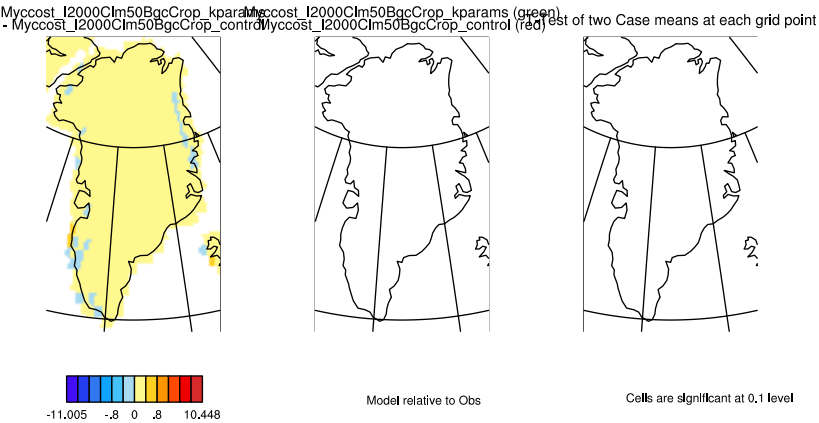 Myccost_I2000Clm50BgcCrop_kparams
- Myccost_I2000Clm50BgcCrop_control
Myccost_I2000Clm50BgcCrop_kparams (green)
Myccost_I2000Clm50BgcCrop_control (red)
T-Test of two Case means at each grid point
-11.005 -.8 0 .8 10.448
Model relative to Obs
Cells are significant at 0.1 level